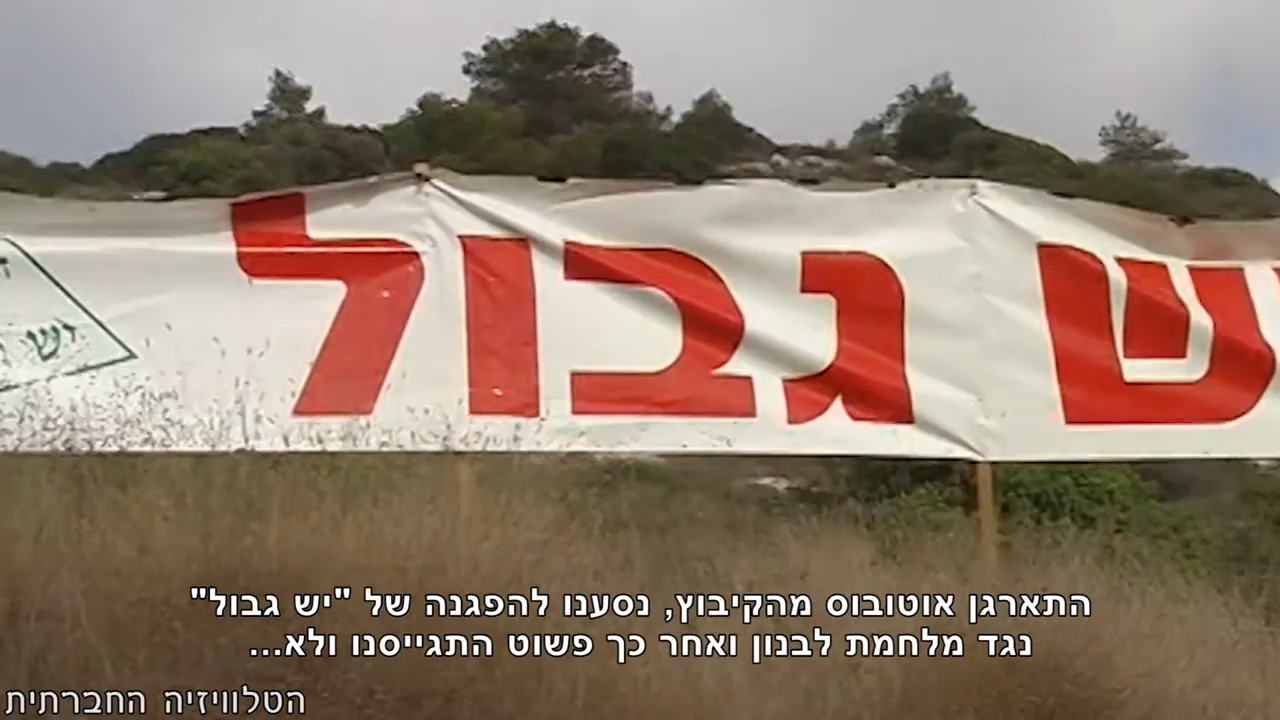 יש גבול
יש
התארגן אוטובוס מהקיבוץ, נסענו להפגנה של "יש גבול"
נגד מלחמת לבנון ואחר כך פשוט התגייסנו ולא...
הטלוויזיה החברתית